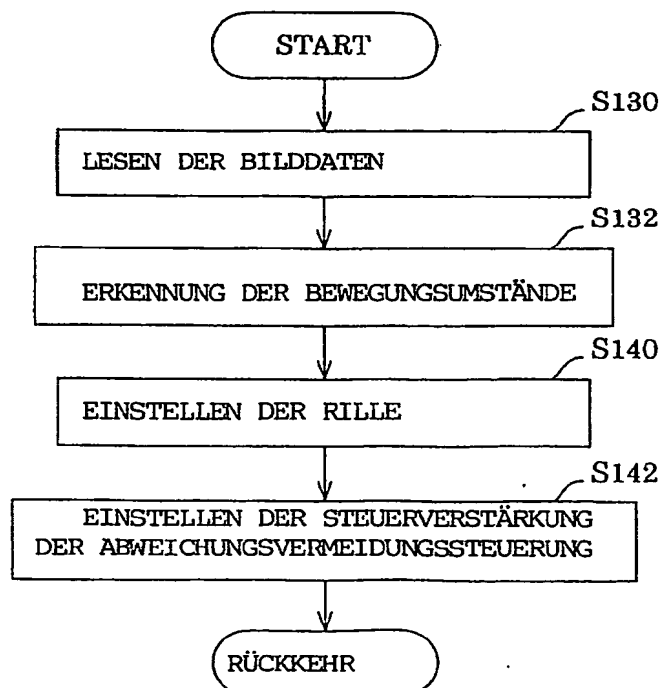 START
S130
LESEN DER BILDDATEN
S132
ERKENNUNG DER BEWEGUNGSUMSTÄNDE
S140
EINSTELLEN DER RILLE
S142
EINSTELLEN DER STEUERVERSTÄRKUNG
DER ABWEICHUNGSVERMEIDUNGSSTEUERUNG
RÜCKKEHR